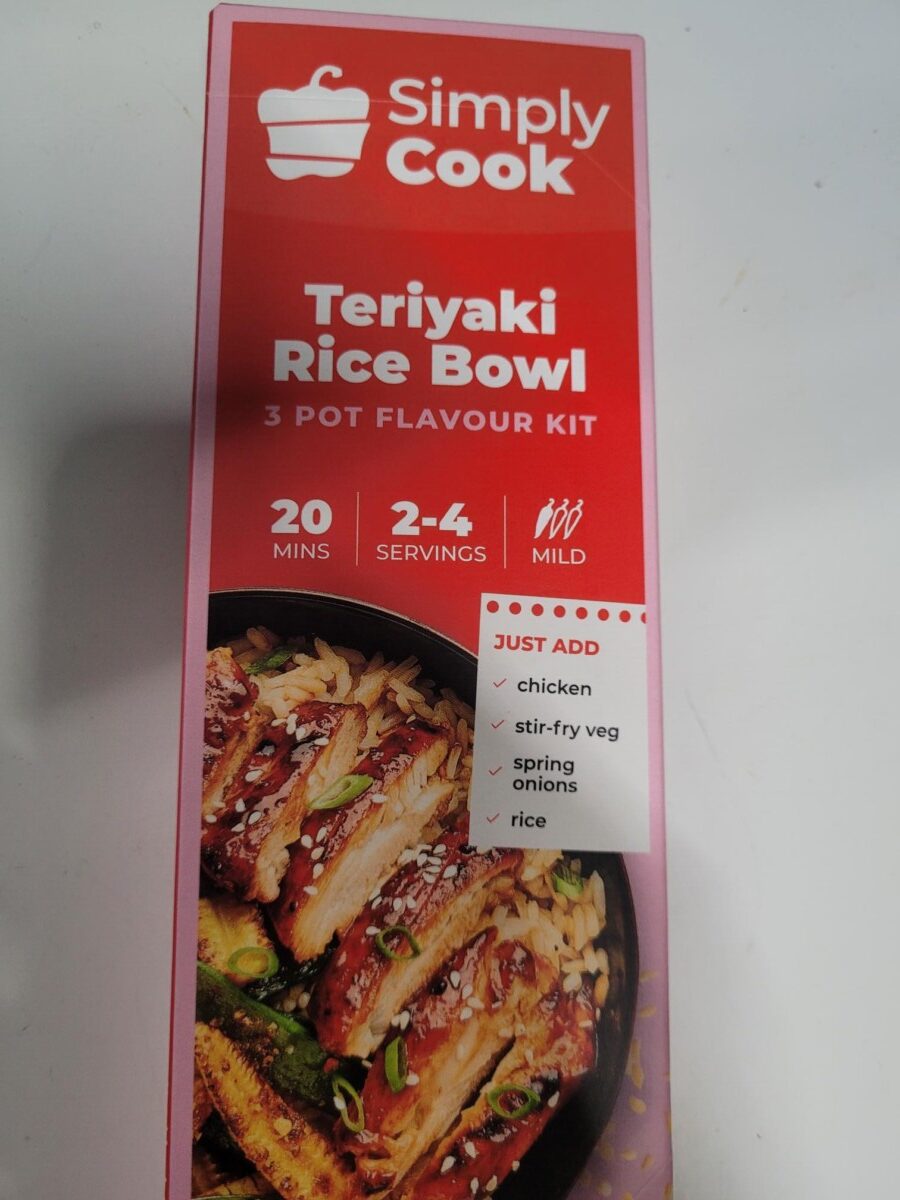 Simply
Cook
Teriyaki
Rice Bowl
3 POT FLAVOUR KIT
20
MINS
2-4
SERVINGS
MILD
JUST ADD
chicken
stir-fry veg
spring
onions
rice